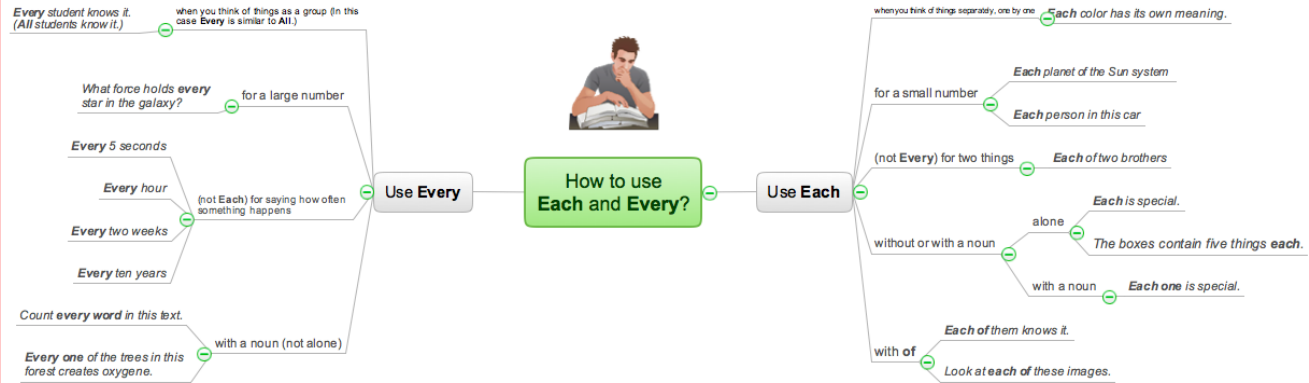 How to use
Each and Every?
Use Every
when you think of things as a group (In this
case Every is similar to All.)
Every student knows it.
(All students know it.)
for a large number
What force holds every
star in the galaxy?
(not Each) for saying how often
something happens
Every 5 seconds
Every hour
Every two weeks
Every ten years
with a noun (not alone)
Count every word in this text.
Every one of the trees in this
forest creates oxygene.
Use Each
when you think of things separately, one by one
Each color has its own meaning.
for a small number
Each planet of the Sun system
Each person in this car
(not Every) for two things
Each of two brothers
without or with a noun
alone
Each is special.
The boxes contain five things each.
with a noun
Each one is special.
with of
Each of them knows it.
Look at each of these images.